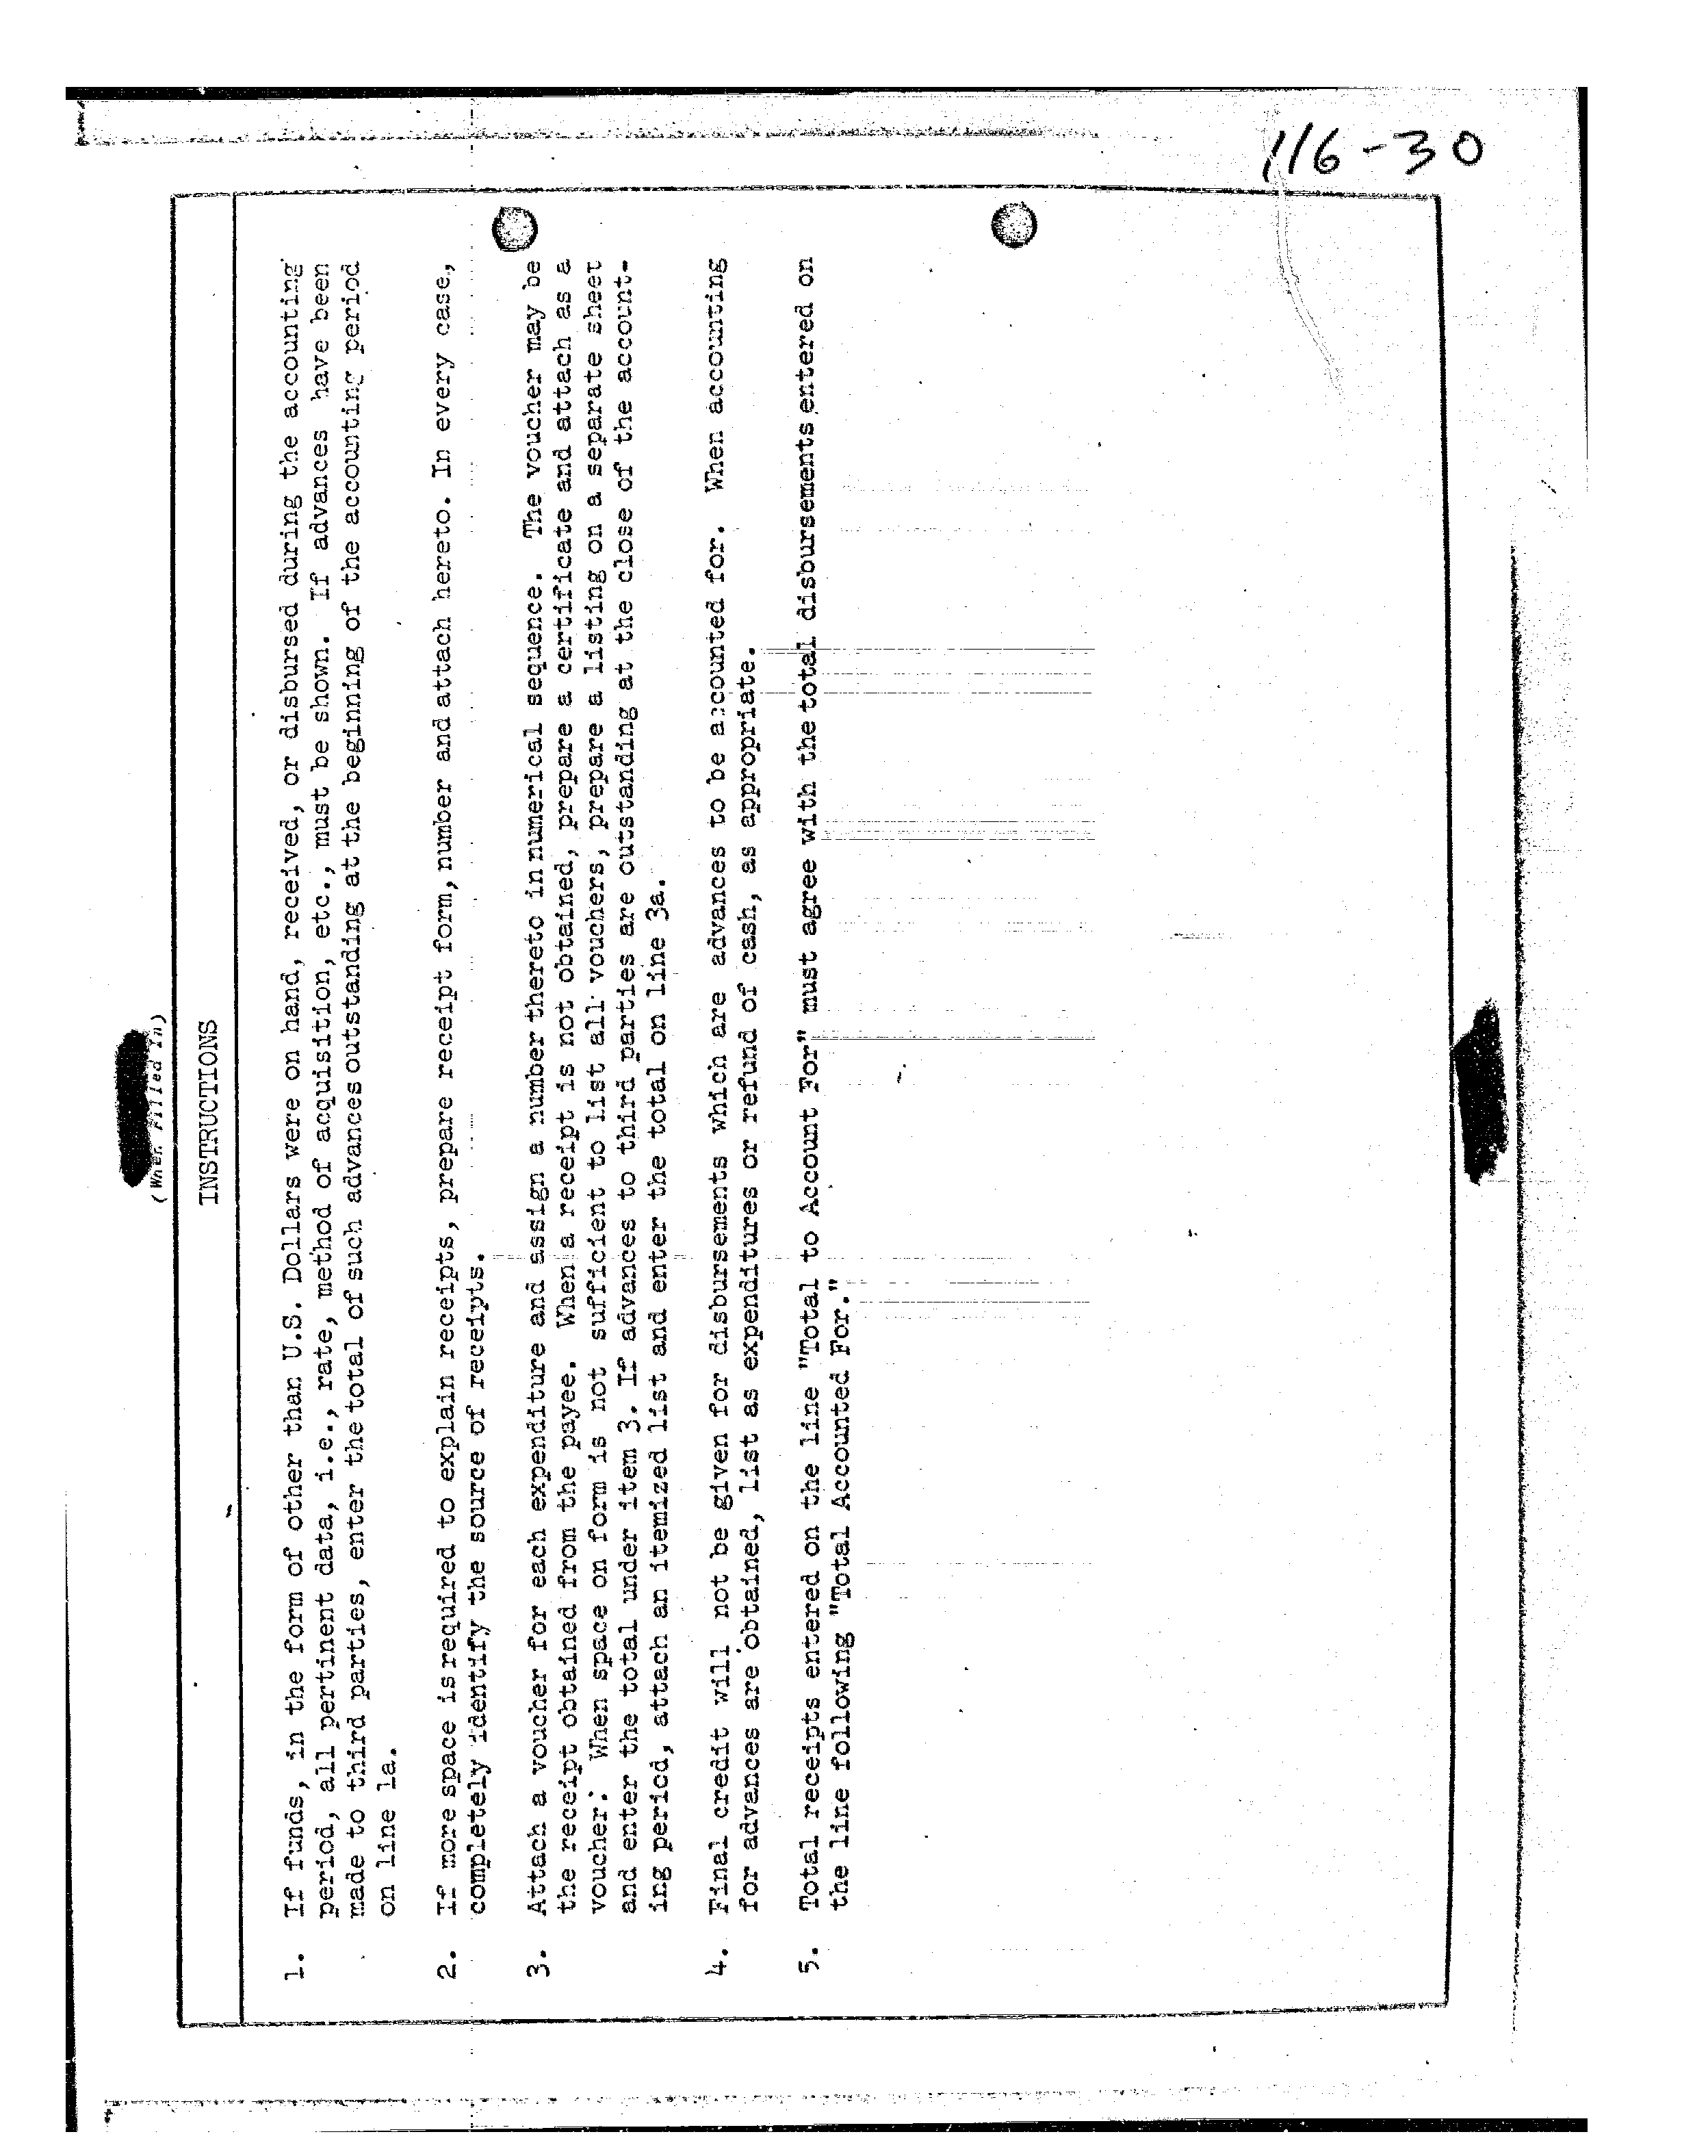 116-30
(When Filled In)
INSTRUCTIONS
1. If funds, in the form of other than U.S. Dollars were on hand, received, or disbursed during the accounting
period, all pertinent data, i.e., rate, method of acquisition, etc., must be shown. If advances have been
made to third parties, enter the total of such advances outstanding at the beginning of the accounting period
on line 1a.
2. If more space is required to explain receipts, prepare receipt form, number and attach hereto. In every case,
completely identify the source of receipts.
3. Attach a voucher for each expenditure and assign a number thereto in numerical sequence. The voucher may be
the receipt obtained from the payee. When a receipt is not obtained, prepare a certificate and attach as a
voucher. When space on form is not sufficient to list all vouchers, prepare a listing on a separate sheet
and enter the total under item 3. If advances to third parties are outstanding at the close of the account-
ing period, attach an itemized list and enter the total on line 3a.
4. Final credit will not be given for disbursements which are advances to be accounted for. When accounting
for advances are obtained, list as expenditures or refund of cash, as appropriate.
5. Total receipts entered on the line "Total to Account For" must agree with the total disbursements entered on
the line following "Total Accounted For."